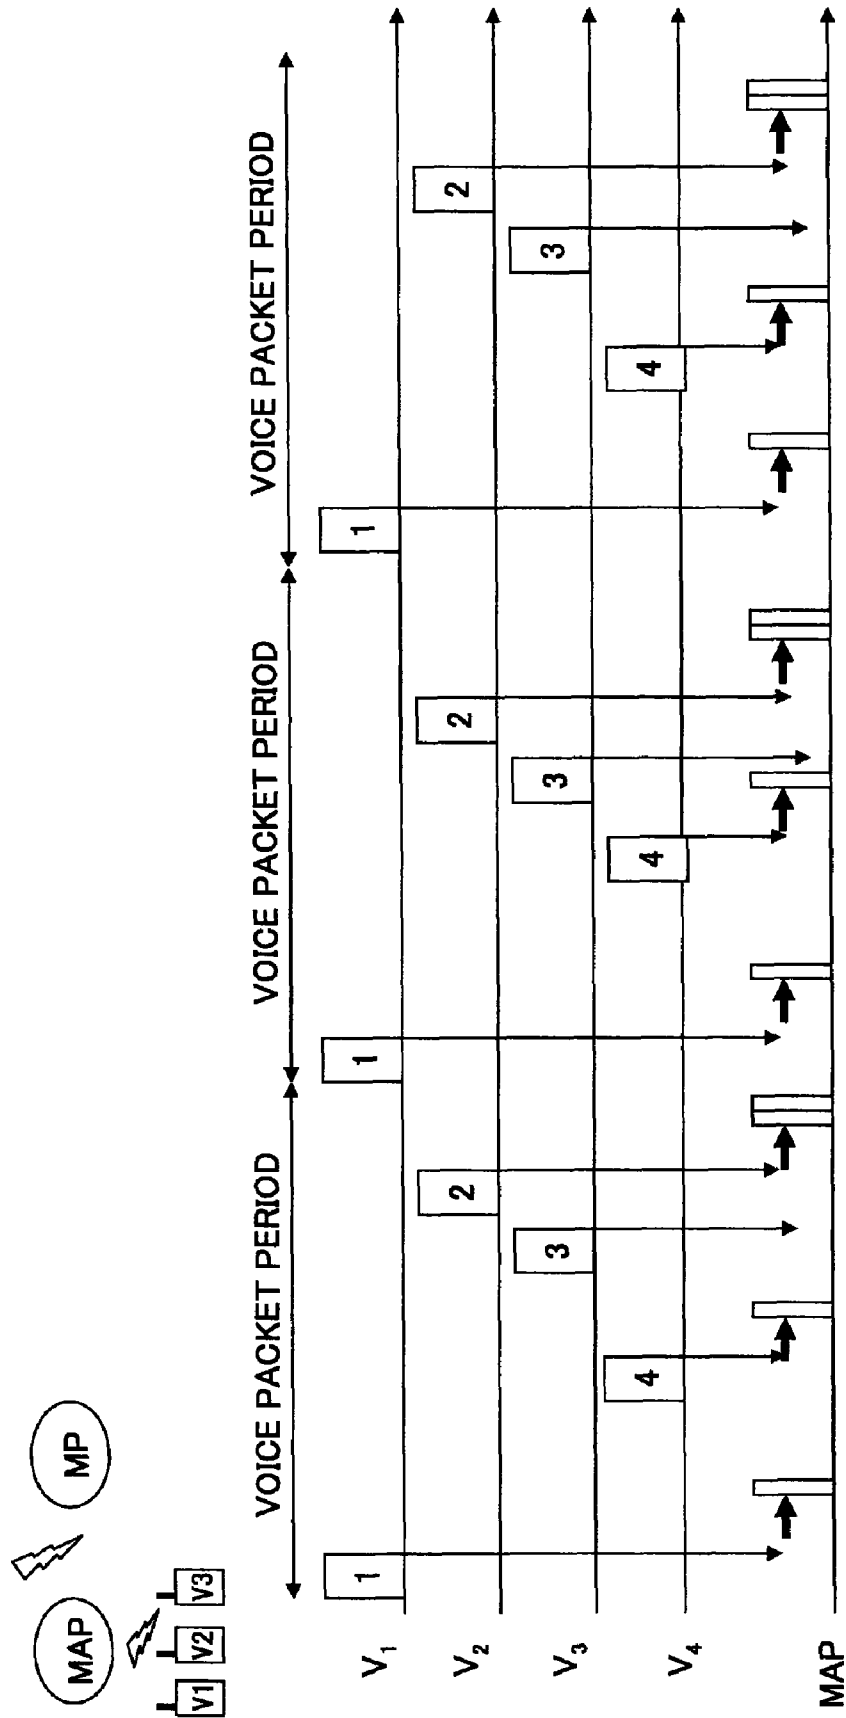 MAP
MP
V1
V2
V3
VOICE PACKET PERIOD
VOICE PACKET PERIOD
VOICE PACKET PERIOD
V₁
1
1
1
V₂
2
2
2
V₃
3
3
3
V₄
4
4
4
MAP